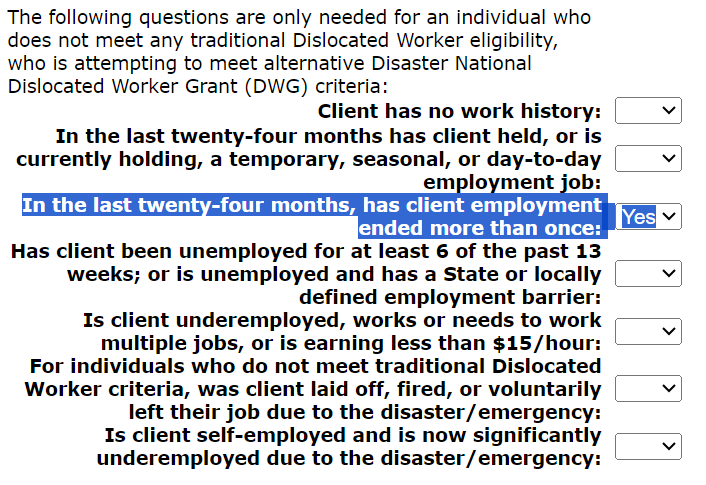 The following questions are only needed for an individual who
does not meet any traditional Dislocated Worker eligibility,
who is attempting to meet alternative Disaster National
Dislocated Worker Grant (DWG) criteria:
Client has no work history:
In the last twenty-four months has client held, or is
currently holding, a temporary, seasonal, or day-to-day
employment job:
In the last twenty-four months, has client employment
ended more than once: Yes
Has client been unemployed for at least 6 of the past 13
weeks; or is unemployed and has a State or locally
defined employment barrier:
Is client underemployed, works or needs to work
multiple jobs, or is earning less than $15/hour:
For individuals who do not meet traditional Dislocated
Worker criteria, was client laid off, fired, or voluntarily
left their job due to the disaster/emergency:
Is client self-employed and is now significantly
underemployed due to the disaster/emergency: